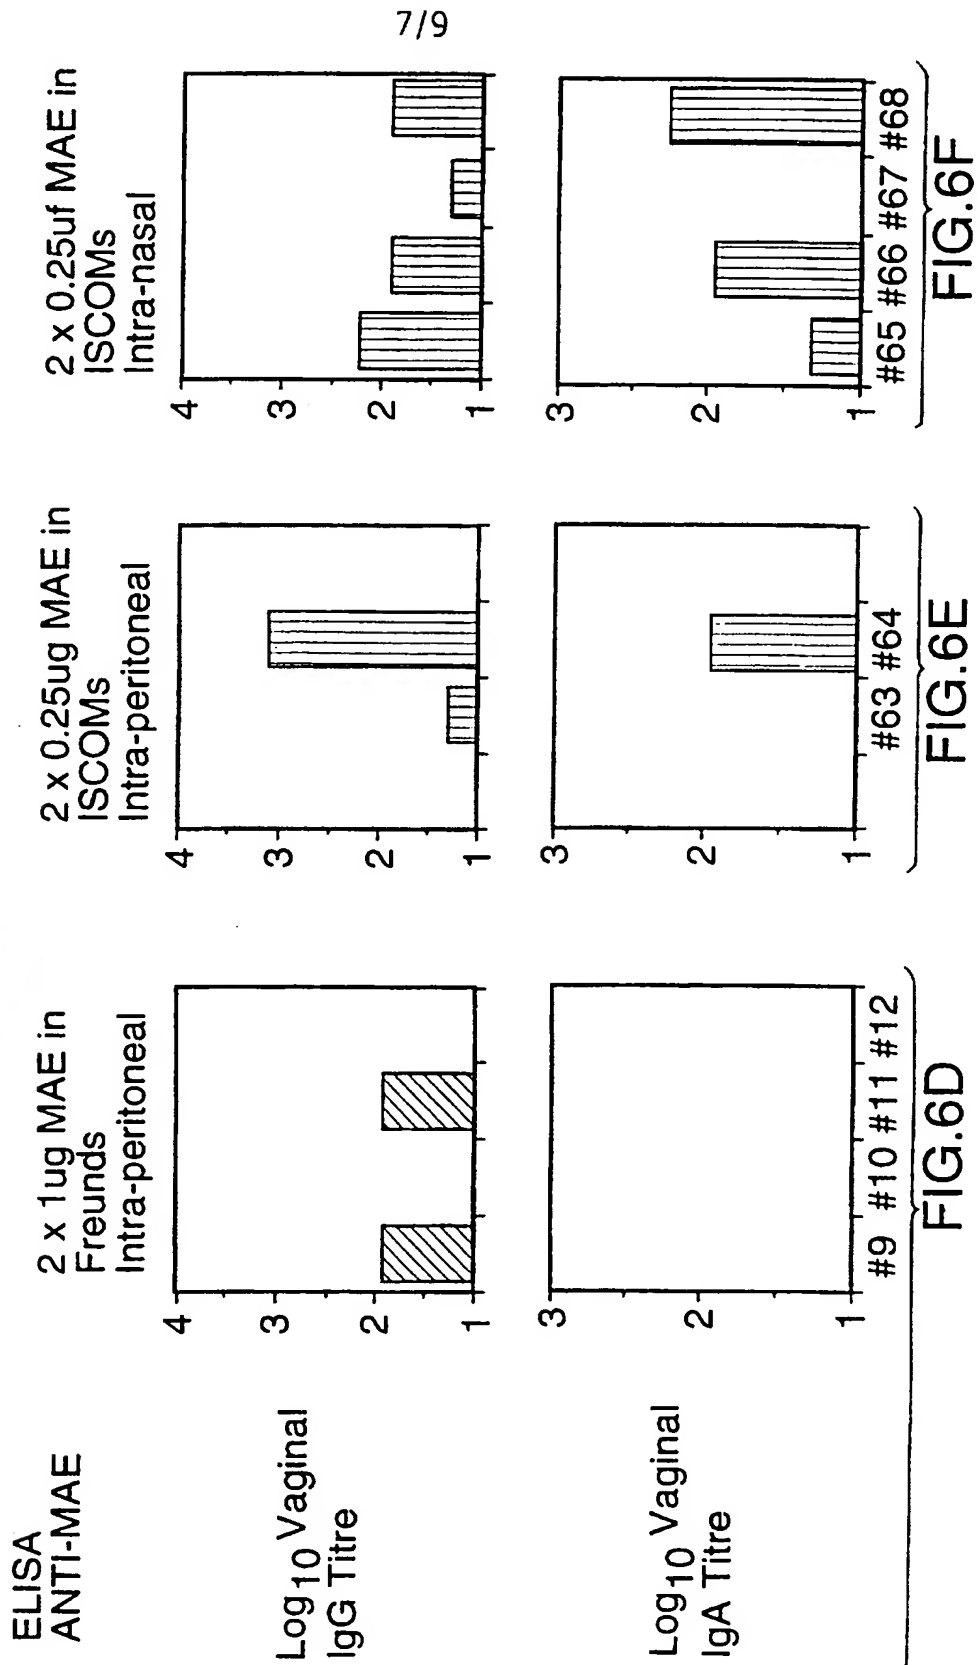 7/9
ELISA
ANTI-MAE
2 x 1ug MAE in
Freunds
Intra-peritoneal
2 x 0.25ug MAE in
ISCOMs
Intra-peritoneal
2 x 0.25uf MAE in
ISCOMs
Intra-nasal
Log10 Vaginal
IgG Titre
4
3
2
1
4
3
2
1
4
3
2
1
Log10 Vaginal
IgA Titre
3
2
1
3
2
1
3
2
1
#9 #10 #11 #12
#63 #64
#65 #66 #67 #68
FIG.6D
FIG.6E
FIG.6F